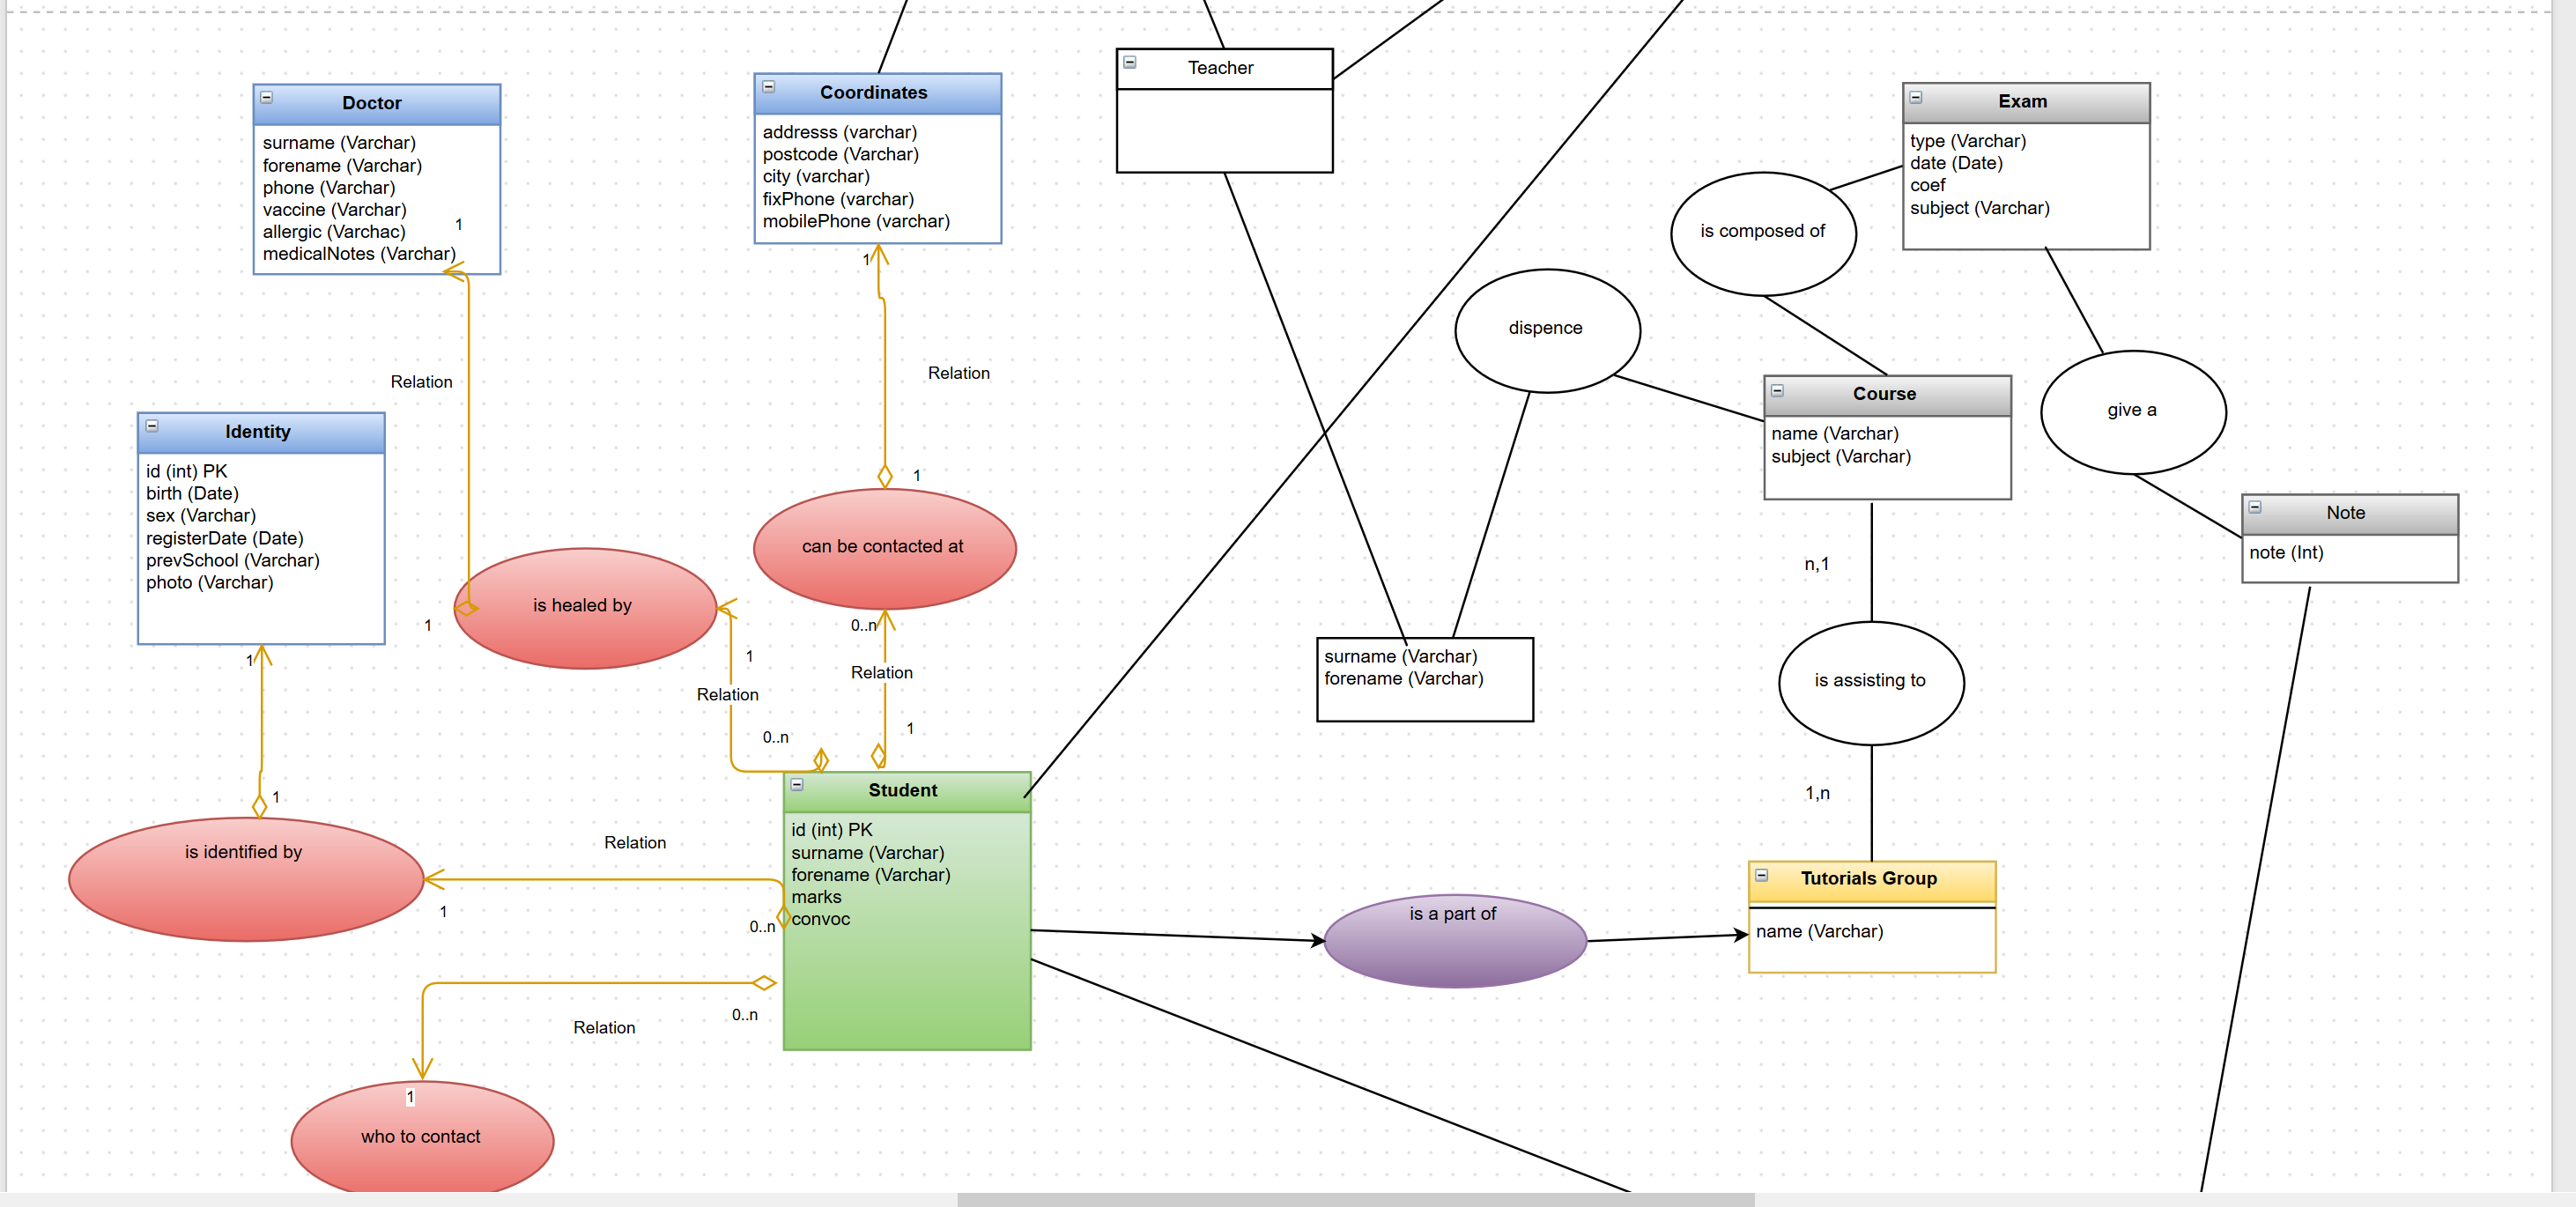 Doctor
surname (Varchar)
forename (Varchar)
phone (Varchar)
vaccine (Varchar)
allergic (Varchac)
medicalNotes (Varchar)
1
Coordinates
addresss (varchar)
postcode (Varchar)
city (varchar)
fixPhone (varchar)
mobilePhone (varchar)
1
Teacher
Exam
type (Varchar)
date (Date)
coef
subject (Varchar)
is composed of
dispence
Relation
Relation
Course
name (Varchar)
subject (Varchar)
give a
Identity
id (int) PK
birth (Date)
sex (Varchar)
registerDate (Date)
prevSchool (Varchar)
photo (Varchar)
1
1
can be contacted at
Note
note (Int)
n,1
is healed by
1
0..n
1
1
Relation
Relation
surname (Varchar)
forename (Varchar)
is assisting to
0..n
1
1
1,n
Student
id (int) PK
surname (Varchar)
forename (Varchar)
marks
convoc
is identified by
Relation
1
0..n
is a part of
Tutorials Group
name (Varchar)
0..n
Relation
1
who to contact